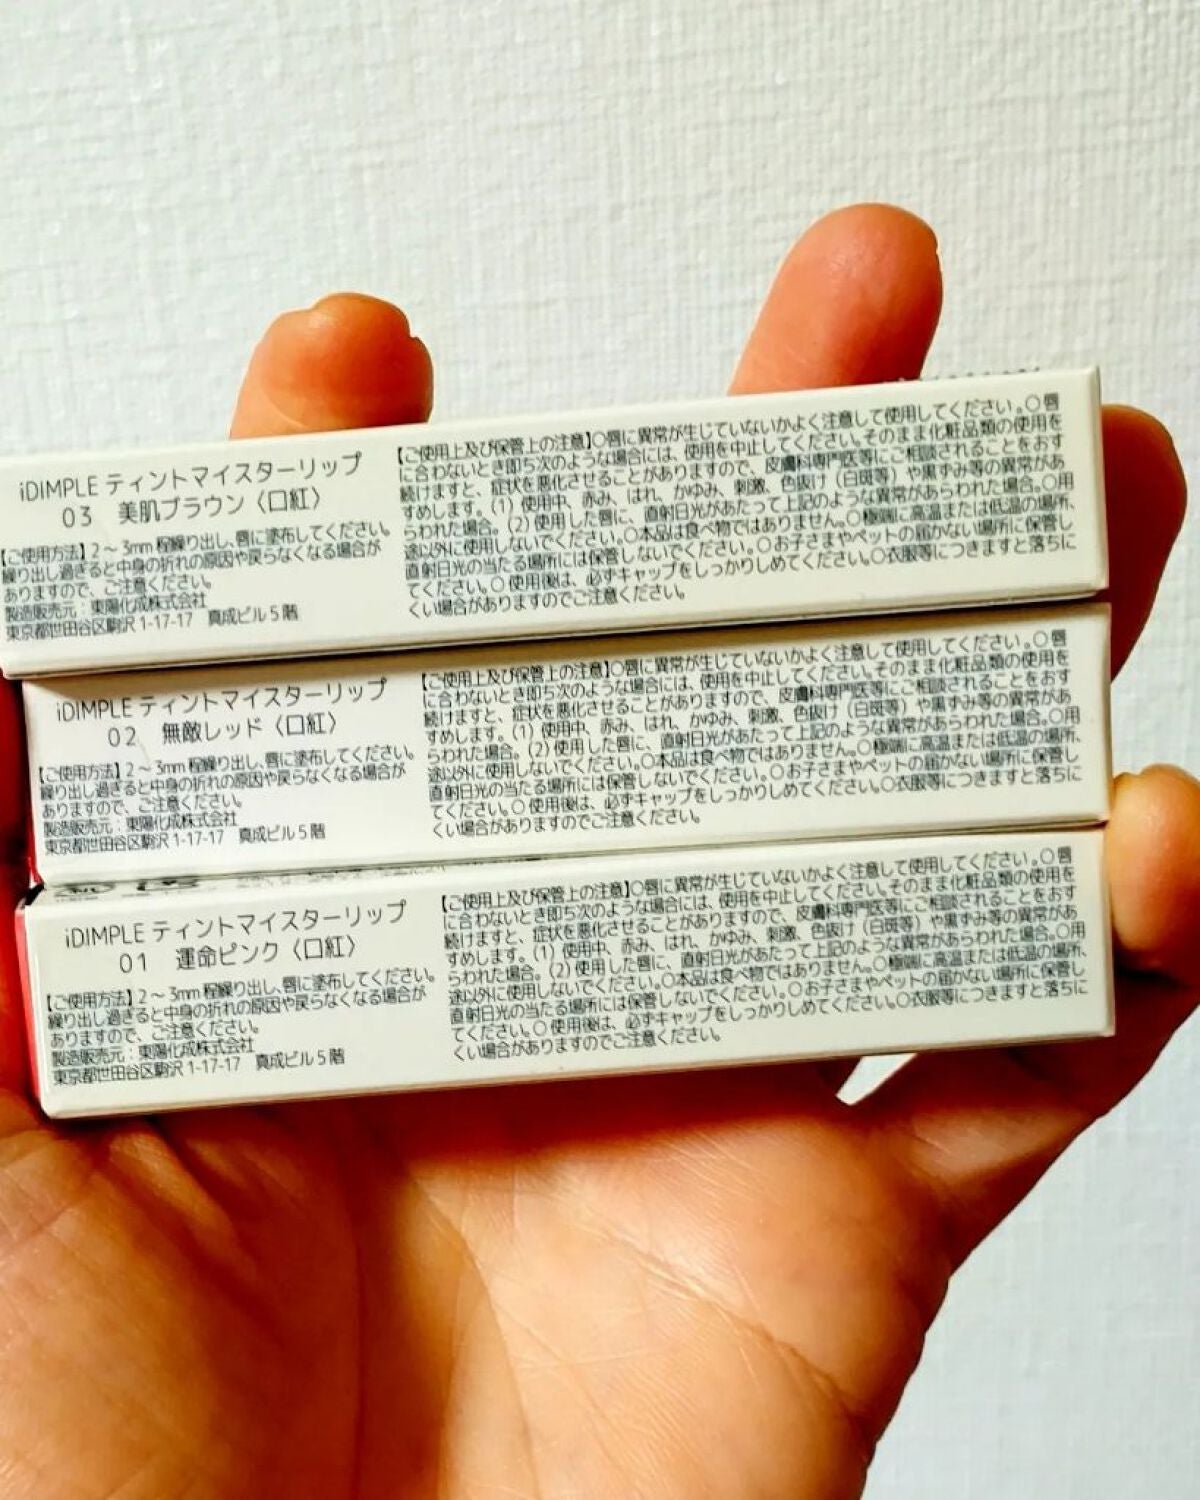 iDIMPLE ティントマイスターリップ
03 美肌ブラウン〈口紅〉
【ご使用方法】2～3mm程繰り出し、唇に塗布してください。
繰り出し過ぎると中身の折れの原因や戻らなくなる場合が
ありますので、ご注意ください。
製造販売元：東陽化成株式会社
東京都世田谷区駒沢1-17-17 真成ビル5階
【ご使用上及び保管上の注意】○唇に異常が生じていないかよく注意して使用してください。○唇
に合わないとき即ち次のような場合には、使用を中止してください。そのまま化粧品類の使用を
続けますと、症状を悪化させることがありますので、皮膚科専門医等にご相談されることをおす
すめします。(1)使用中、赤み、はれ、かゆみ、刺激、色抜け（白斑等）や黒ずみ等の異常があ
らわれた場合。(2)使用した唇に、直射日光があたって上記のような異常があらわれた場合。○用
途以外に使用しないでください。○本品は食べ物ではありません。○極端に高温または低温の場所、
直射日光の当たる場所には保管しないでください。○お子さまやペットの届かない場所に保管し
てください。○使用後は、必ずキャップをしっかりしめてください。○衣服等につきますと落ちに
くい場合がありますのでご注意ください。
iDIMPLE ティントマイスターリップ
02 無敵レッド〈口紅〉
【ご使用方法】2～3mm程繰り出し、唇に塗布してください。
繰り出し過ぎると中身の折れの原因や戻らなくなる場合が
ありますので、ご注意ください。
製造販売元：東陽化成株式会社
東京都世田谷区駒沢1-17-17 真成ビル5階
【ご使用上及び保管上の注意】○唇に異常が生じていないかよく注意して使用してください。○唇
に合わないとき即ち次のような場合には、使用を中止してください。そのまま化粧品類の使用を
続けますと、症状を悪化させることがありますので、皮膚科専門医等にご相談されることをおす
すめします。(1)使用中、赤み、はれ、かゆみ、刺激、色抜け（白斑等）や黒ずみ等の異常があ
らわれた場合。(2)使用した唇に、直射日光があたって上記のような異常があらわれた場合。○用
途以外に使用しないでください。○本品は食べ物ではありません。○極端に高温または低温の場所、
直射日光の当たる場所には保管しないでください。○お子さまやペットの届かない場所に保管し
てください。○使用後は、必ずキャップをしっかりしめてください。○衣服等につきますと落ちに
くい場合がありますのでご注意ください。
iDIMPLE ティントマイスターリップ
01 運命ピンク〈口紅〉
【ご使用方法】2～3mm程繰り出し、唇に塗布してください。
繰り出し過ぎると中身の折れの原因や戻らなくなる場合が
ありますので、ご注意ください。
製造販売元：東陽化成株式会社
東京都世田谷区駒沢1-17-17 真成ビル5階
【ご使用上及び保管上の注意】○唇に異常が生じていないかよく注意して使用してください。○唇
に合わないとき即ち次のような場合には、使用を中止してください。そのまま化粧品類の使用を
続けますと、症状を悪化させることがありますので、皮膚科専門医等にご相談されることをおす
すめします。(1)使用中、赤み、はれ、かゆみ、刺激、色抜け（白斑等）や黒ずみ等の異常があ
らわれた場合。(2)使用した唇に、直射日光があたって上記のような異常があらわれた場合。○用
途以外に使用しないでください。○本品は食べ物ではありません。○極端に高温または低温の場所、
直射日光の当たる場所には保管しないでください。○お子さまやペットの届かない場所に保管し
てください。○使用後は、必ずキャップをしっかりしめてください。○衣服等につきますと落ちに
くい場合がありますのでご注意ください。